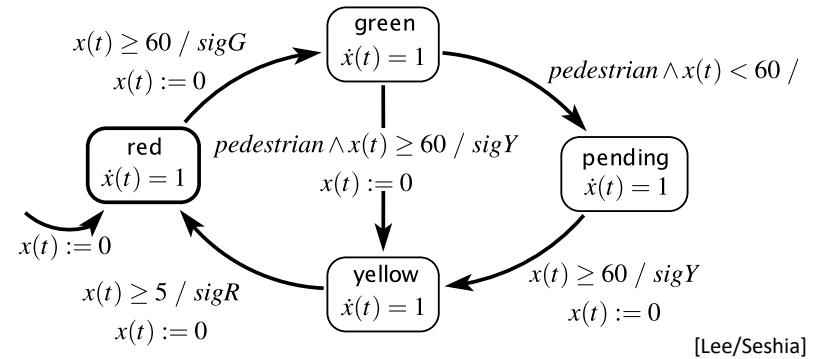 green
ẋ(t) = 1
x(t) ≥ 60 / sigG
x(t) := 0
pedestrian ∧ x(t) < 60 /
red
ẋ(t) = 1
pedestrian ∧ x(t) ≥ 60 / sigY
x(t) := 0
pending
ẋ(t) = 1
x(t) := 0
yellow
ẋ(t) = 1
x(t) ≥ 5 / sigR
x(t) := 0
x(t) ≥ 60 / sigY
x(t) := 0
[Lee/Seshia]